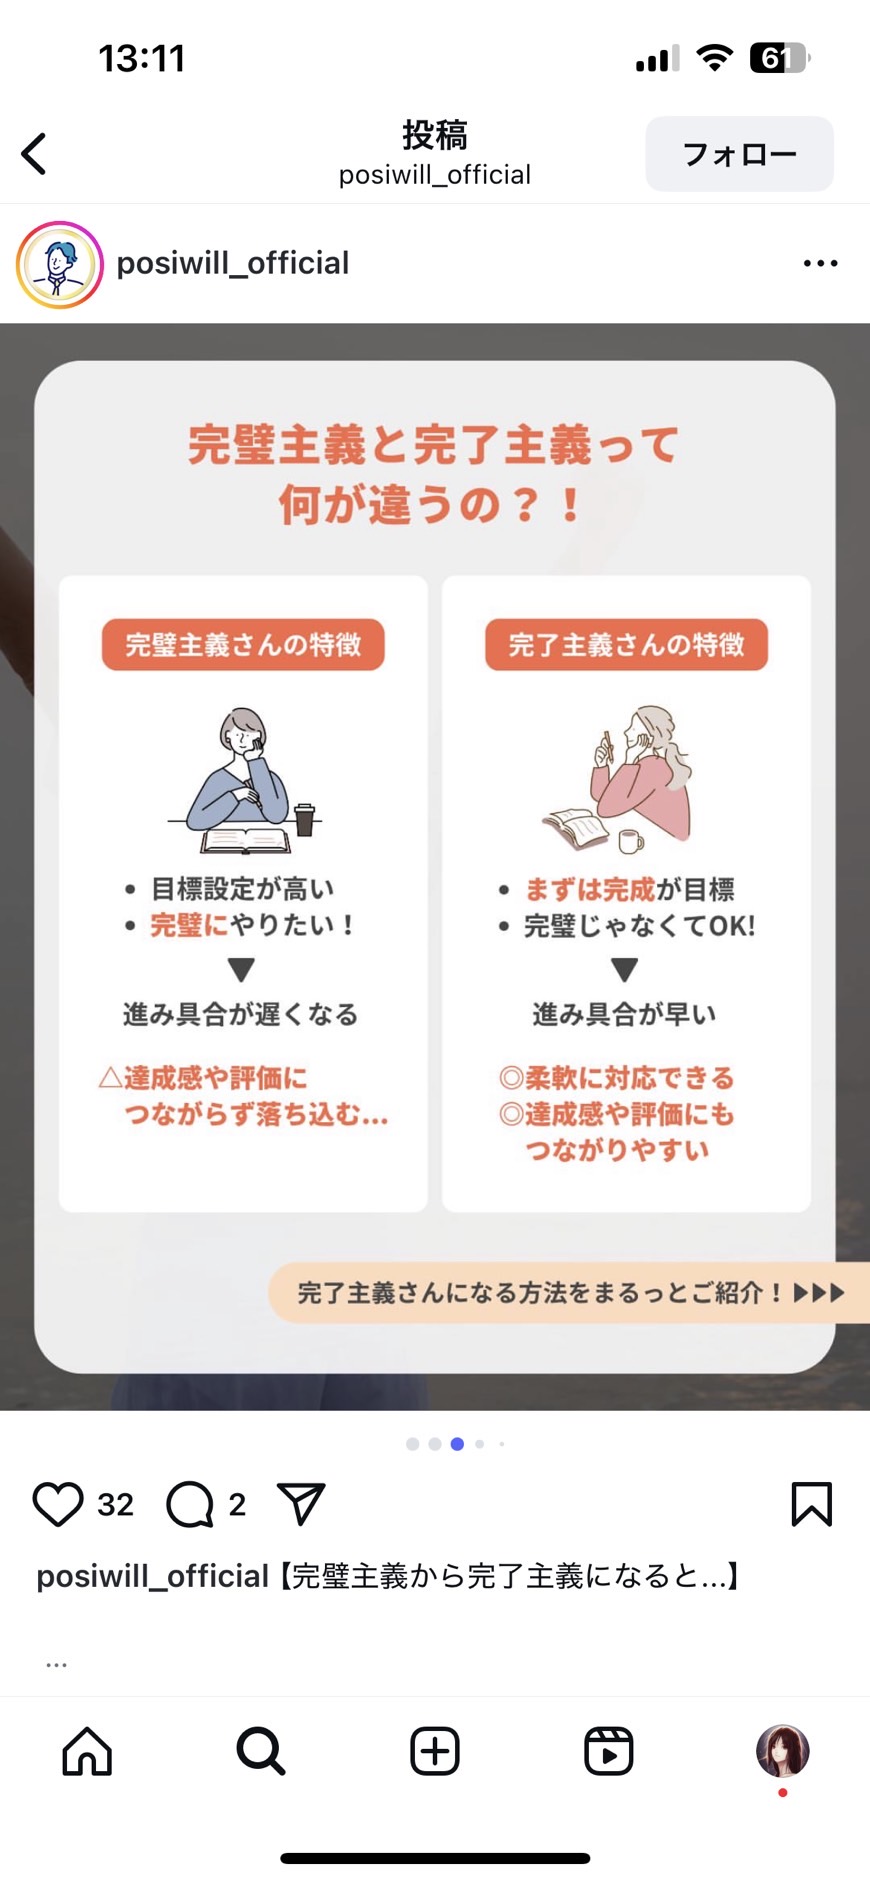 13:11
61
投稿
posiwill_official
フォロー
posiwill_official
完璧主義と完了主義って
何が違うの？！
完璧主義さんの特徴
• 目標設定が高い
• 完璧にやりたい！
▼
進み具合が遅くなる
△達成感や評価に
つながらず落ち込む...
完了主義さんの特徴
• まずは完成が目標
• 完璧じゃなくてOK!
▼
進み具合が早い
◎柔軟に対応できる
◎達成感や評価にも
つながりやすい
完了主義さんになる方法をまるっとご紹介！▶▶▶
32
2
posiwill_official【完璧主義から完了主義になると...】
...